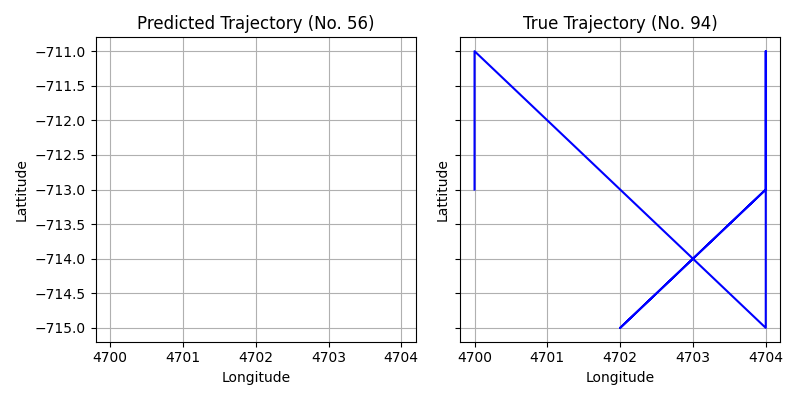 Predicted Trajectory (No. 56)
True Trajectory (No. 94)
−711.0
−711.5
−712.0
−712.5
−713.0
−713.5
−714.0
−714.5
−715.0
Lattitude
Lattitude
4700 4701 4702 4703 4704
4700 4701 4702 4703 4704
Longitude
Longitude